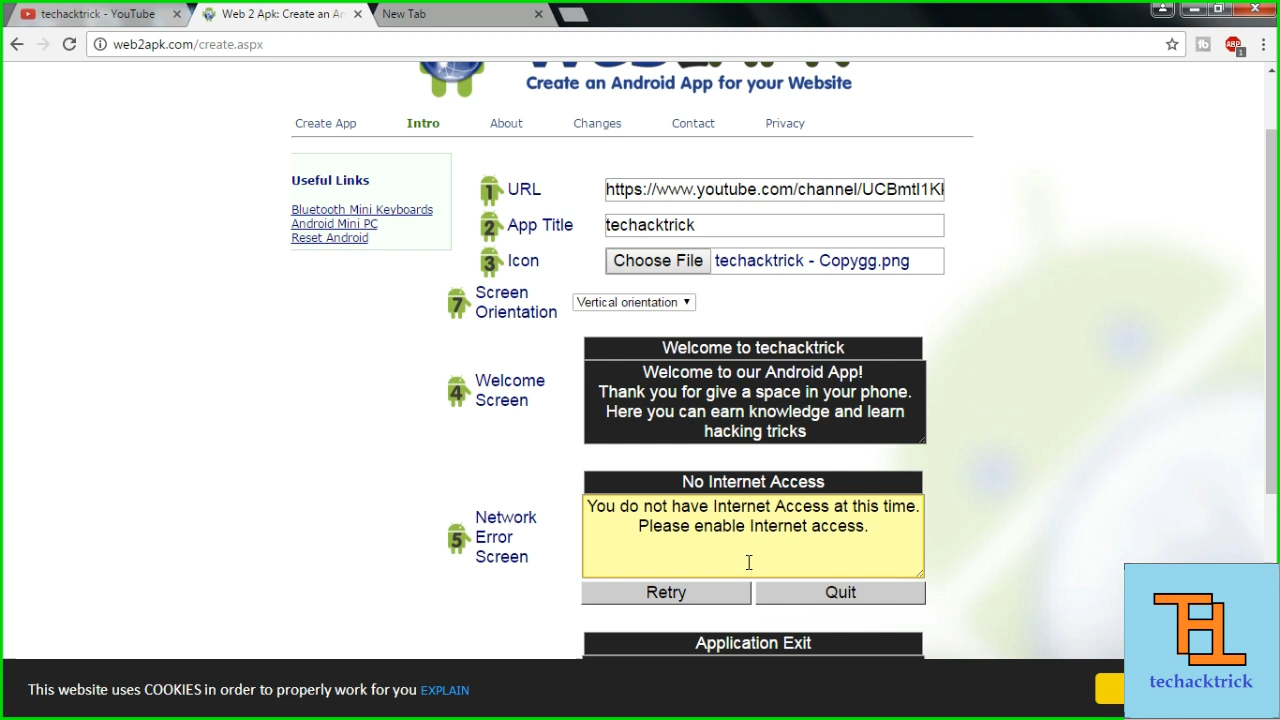 techacktrick - YouTube
Web 2 Apk: Create an An
New Tab
web2apk.com/create.aspx
Create an Android App for your Website
Create App
Intro
About
Changes
Contact
Privacy
Useful Links
Bluetooth Mini Keyboards
Android Mini PC
Reset Android
1 URL
https://www.youtube.com/channel/UCBmtl1K
2 App Title
techacktrick
3 Icon
Choose File
techacktrick - Copygg.png
7 Screen
Orientation
Vertical orientation
Welcome to techacktrick
4 Welcome
Screen
Welcome to our Android App!
Thank you for give a space in your phone.
Here you can earn knowledge and learn
hacking tricks
No Internet Access
5 Network
Error
Screen
You do not have Internet Access at this time.
Please enable Internet access.
Retry
Quit
Application Exit
This website uses COOKIES in order to properly work for you EXPLAIN
techacktrick
ABP
1